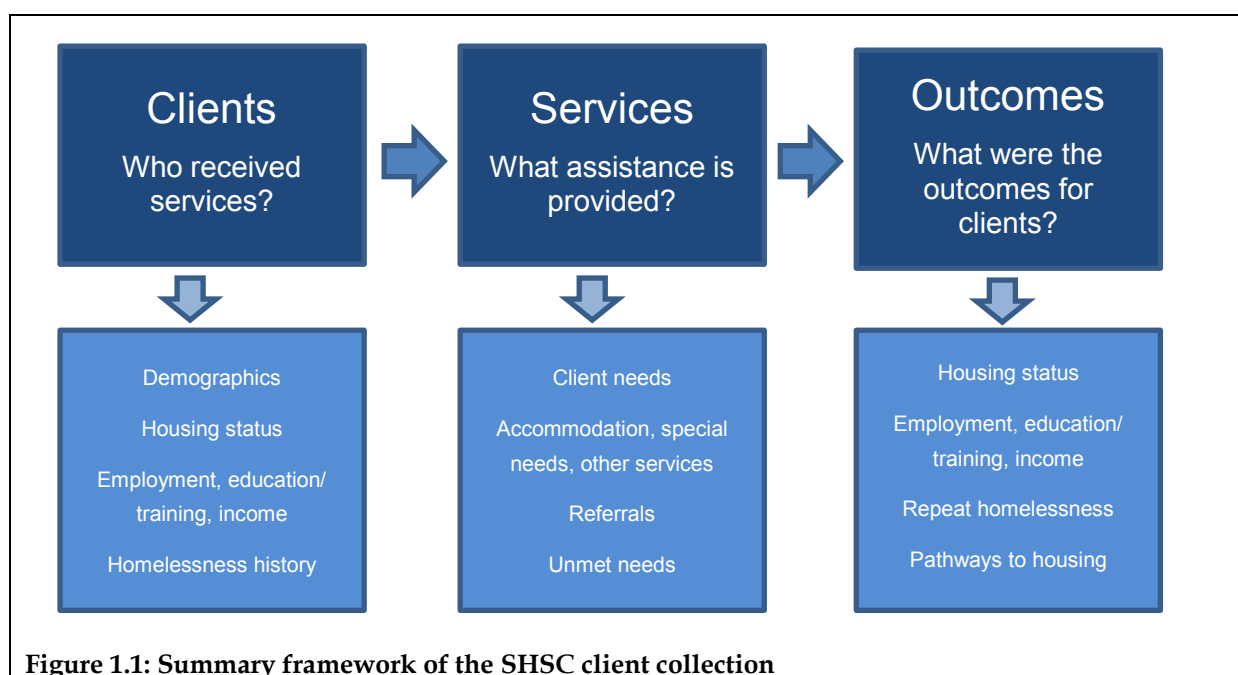 Clients
Who received
services?
Services
What assistance is
provided?
Outcomes
What were the
outcomes for
clients?
Demographics
Housing status
Employment, education/
training, income
Homelessness history
Client needs
Accommodation, special
needs, other services
Referrals
Unmet needs
Housing status
Employment, education/
training, income
Repeat homelessness
Pathways to housing
Figure 1.1: Summary framework of the SHSC client collection